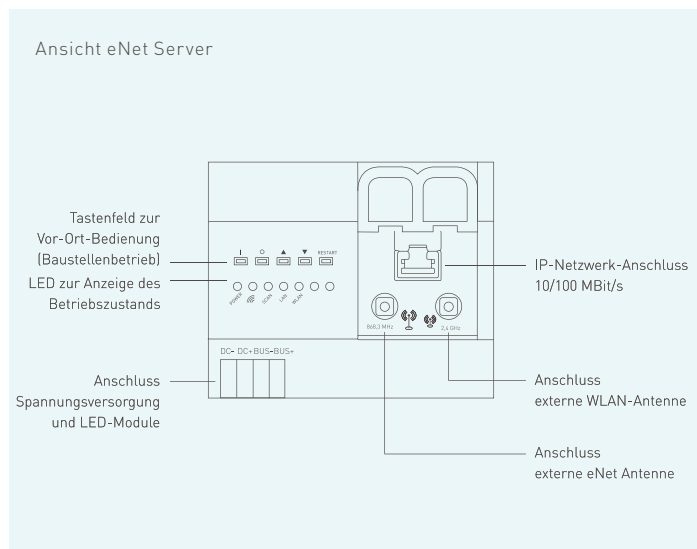 Ansicht eNet Server
Tastenfeld zur
Vor-Ort-Bedienung
(Baustellenbetrieb)
LED zur Anzeige des
Betriebszustands
Anschluss
Spannungsversorgung
und LED-Module
RESTART
POWER
SCAN
LAN
WLAN
868,3 MHz
2,4 GHz
DC- DC+BUS-BUS+
IP-Netzwerk-Anschluss
10/100 MBit/s
Anschluss
externe WLAN-Antenne
Anschluss
externe eNet Antenne